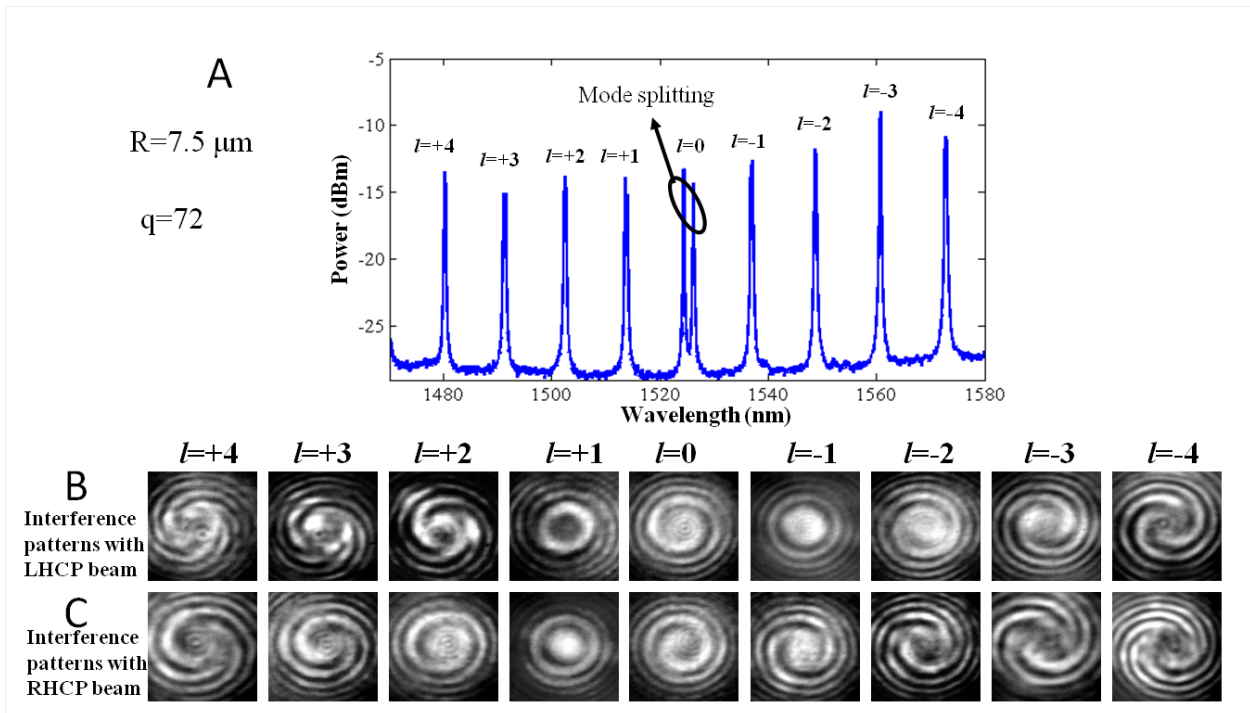 A
R=7.5 μm
q=72
Power (dBm)
-5
-10
-15
-20
-25
Mode splitting
l=+4
l=+3
l=+2
l=+1
l=0
l=-1
l=-2
l=-3
l=-4
1480
1500
1520
1540
1560
1580
Wavelength (nm)
l=+4 l=+3 l=+2 l=+1 l=0 l=-1 l=-2 l=-3 l=-4
B
Interference
patterns with
LHCP beam
C
Interference
patterns with
RHCP beam